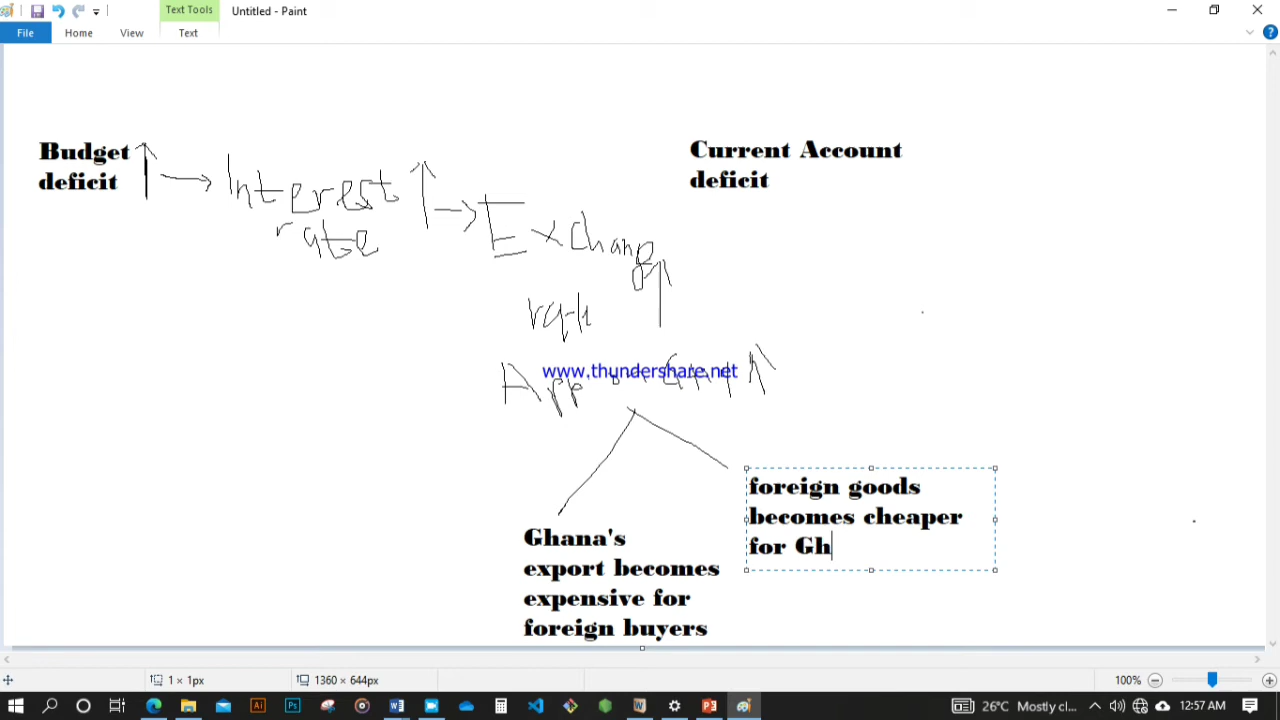 Text Tools
Untitled - Paint
File
Home
View
Text
Budget
deficit
Interest
rate
Exchang
Current Account
deficit
www.thundershare.net
foreign goods
becomes cheaper
for Gh
Ghana's
export becomes
expensive for
foreign buyers
1 × 1px
1360 × 644px
100%
26°C Mostly cl...
12:57 AM